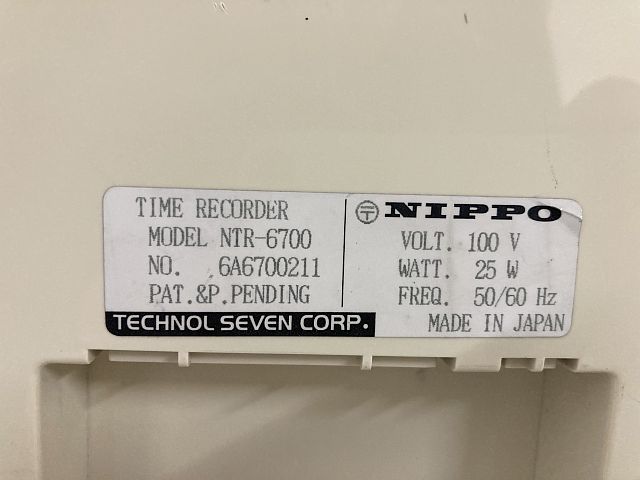 TIME RECORDER
MODEL NTR-6700
NO. 6A6700211
PAT.&P.PENDING
TECHNOL SEVEN CORP.
〒 NIPPO
VOLT. 100 V
WATT. 25 W
FREQ. 50/60 Hz
MADE IN JAPAN